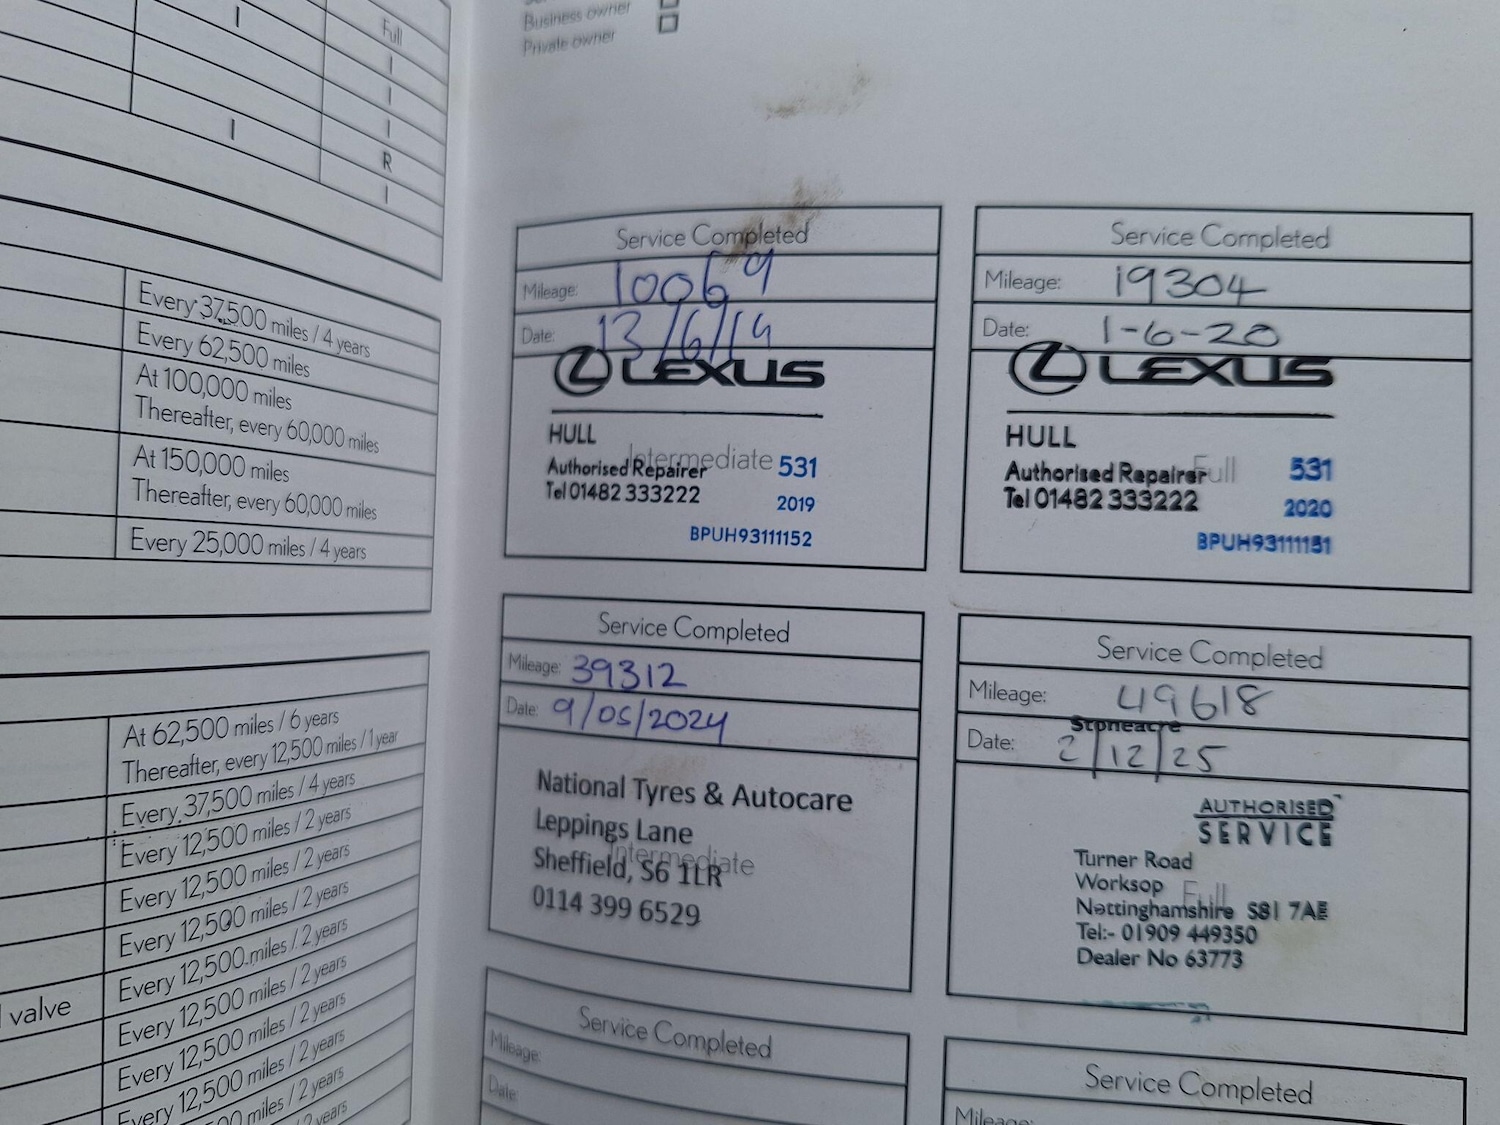 I
Full
I
I
I
I
R
I
Every 37,500 miles / 4 years
Every 62,500 miles
At 100,000 miles
Thereafter, every 60,000 miles
At 150,000 miles
Thereafter, every 60,000 miles
Every 25,000 miles / 4 years
At 62,500 miles / 6 years
Thereafter, every 12,500 miles / 1 year
Every 37,500 miles / 4 years
Every 12,500 miles / 2 years
Every 12,500 miles / 2 years
Every 12,500 miles / 2 years
Every 12,500 miles / 2 years
valve
Every 12,500 miles / 2 years
Every 12,500 miles / 2 years
Every 12,500 miles / 2 years
00 miles / 2 years
2 years
Business owner
Private owner
Service Completed
Mileage: 10069
Date: 13/6/19
LEXUS
HULL
Intermediate
Authorised Repairer 531
Tel 01482 333222 2019
BPUH93111152
Service Completed
Mileage: 19304
Date: 1-6-20
LEXUS
HULL
Full
Authorised Repairer 531
Tel 01482 333222 2020
BPUH93111151
Service Completed
Mileage: 39312
Date: 9/05/2024
National Tyres & Autocare
Leppings Lane
Intermediate
Sheffield, S6 1LR
0114 399 6529
Service Completed
Mileage: 49618
Stoneacre
Date: 2/12/25
AUTHORISED
SERVICE
Turner Road
Worksop
Full
Nottinghamshire S81 7AE
Tel:- 01909 449350
Dealer No 63773
Service Completed
Mileage:
Date:
Service Completed
Mileage: